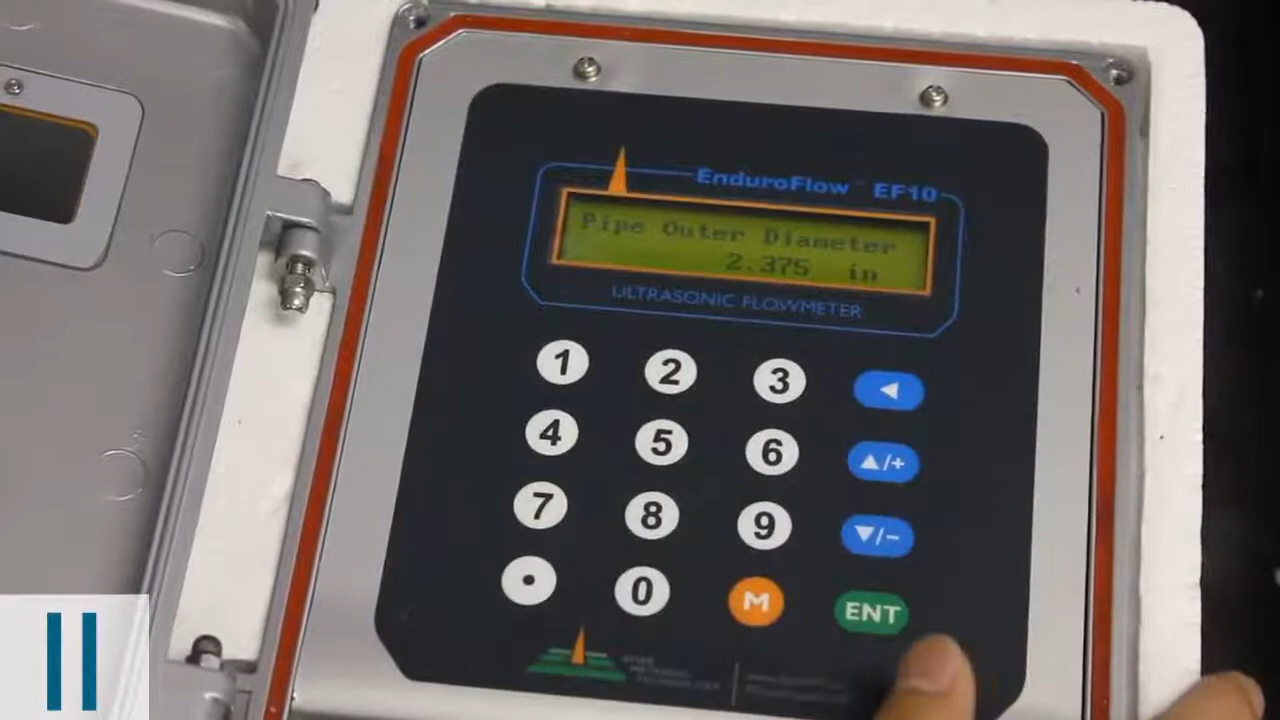 EnduroFlow™ EF10
Pipe Outer Diameter
2.375 in
ULTRASONIC FLOWMETER
1 2 3 ◀
4 5 6 ▲/+
7 8 9 ▼/-
• 0 M ENT